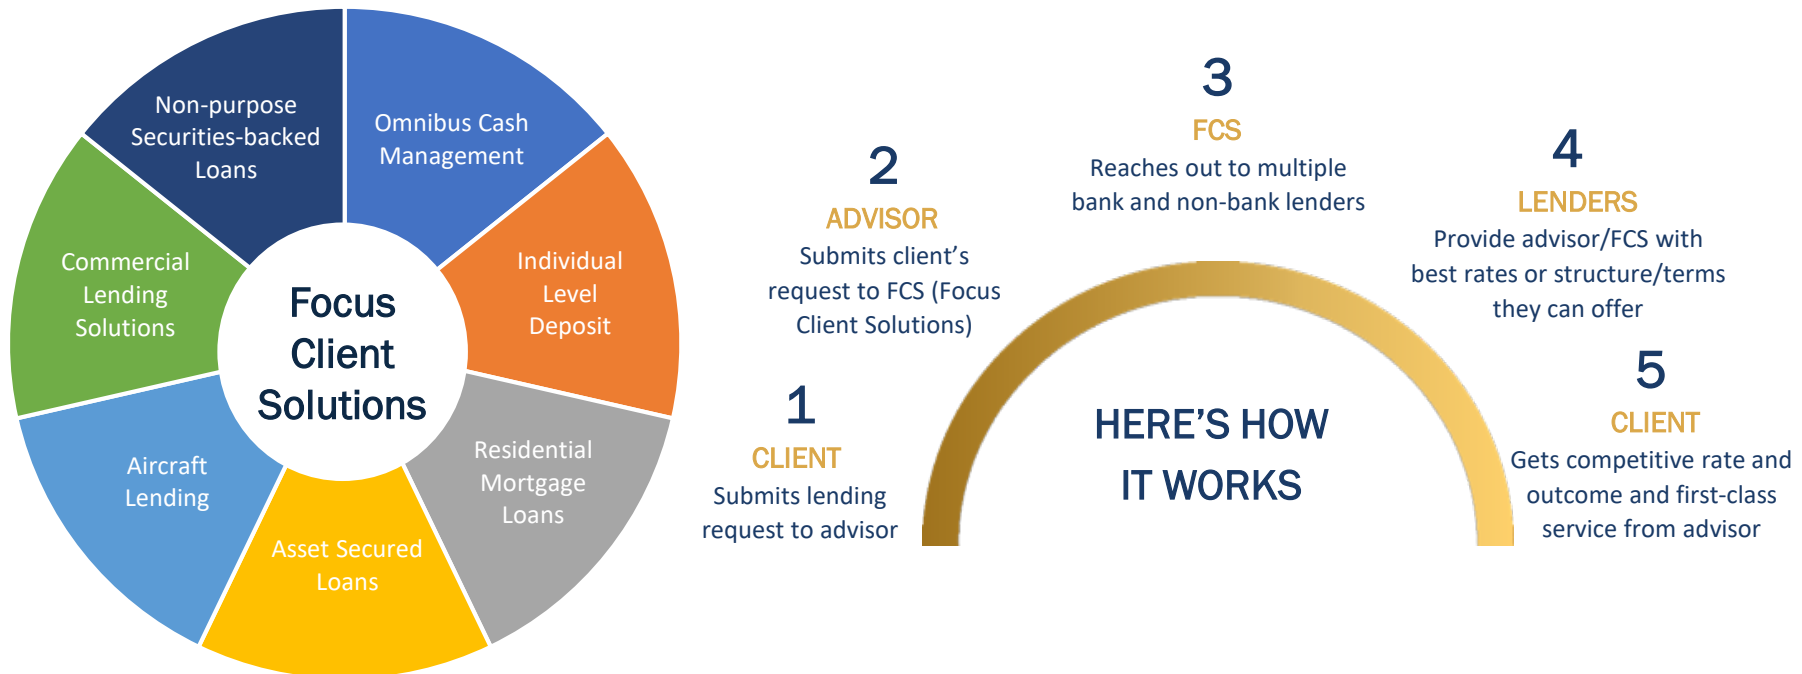 Non-purpose
Securities-backed
Loans
Omnibus Cash
Management
Individual
Level
Deposit
Residential
Mortgage
Loans
Asset Secured
Loans
Aircraft
Lending
Commercial
Lending
Solutions
Focus
Client
Solutions
1
CLIENT
Submits lending
request to advisor
2
ADVISOR
Submits client’s
request to FCS (Focus
Client Solutions)
3
FCS
Reaches out to multiple
bank and non-bank lenders
4
LENDERS
Provide advisor/FCS with
best rates or structure/terms
they can offer
5
CLIENT
Gets competitive rate and
outcome and first-class
service from advisor
HERE’S HOW
IT WORKS